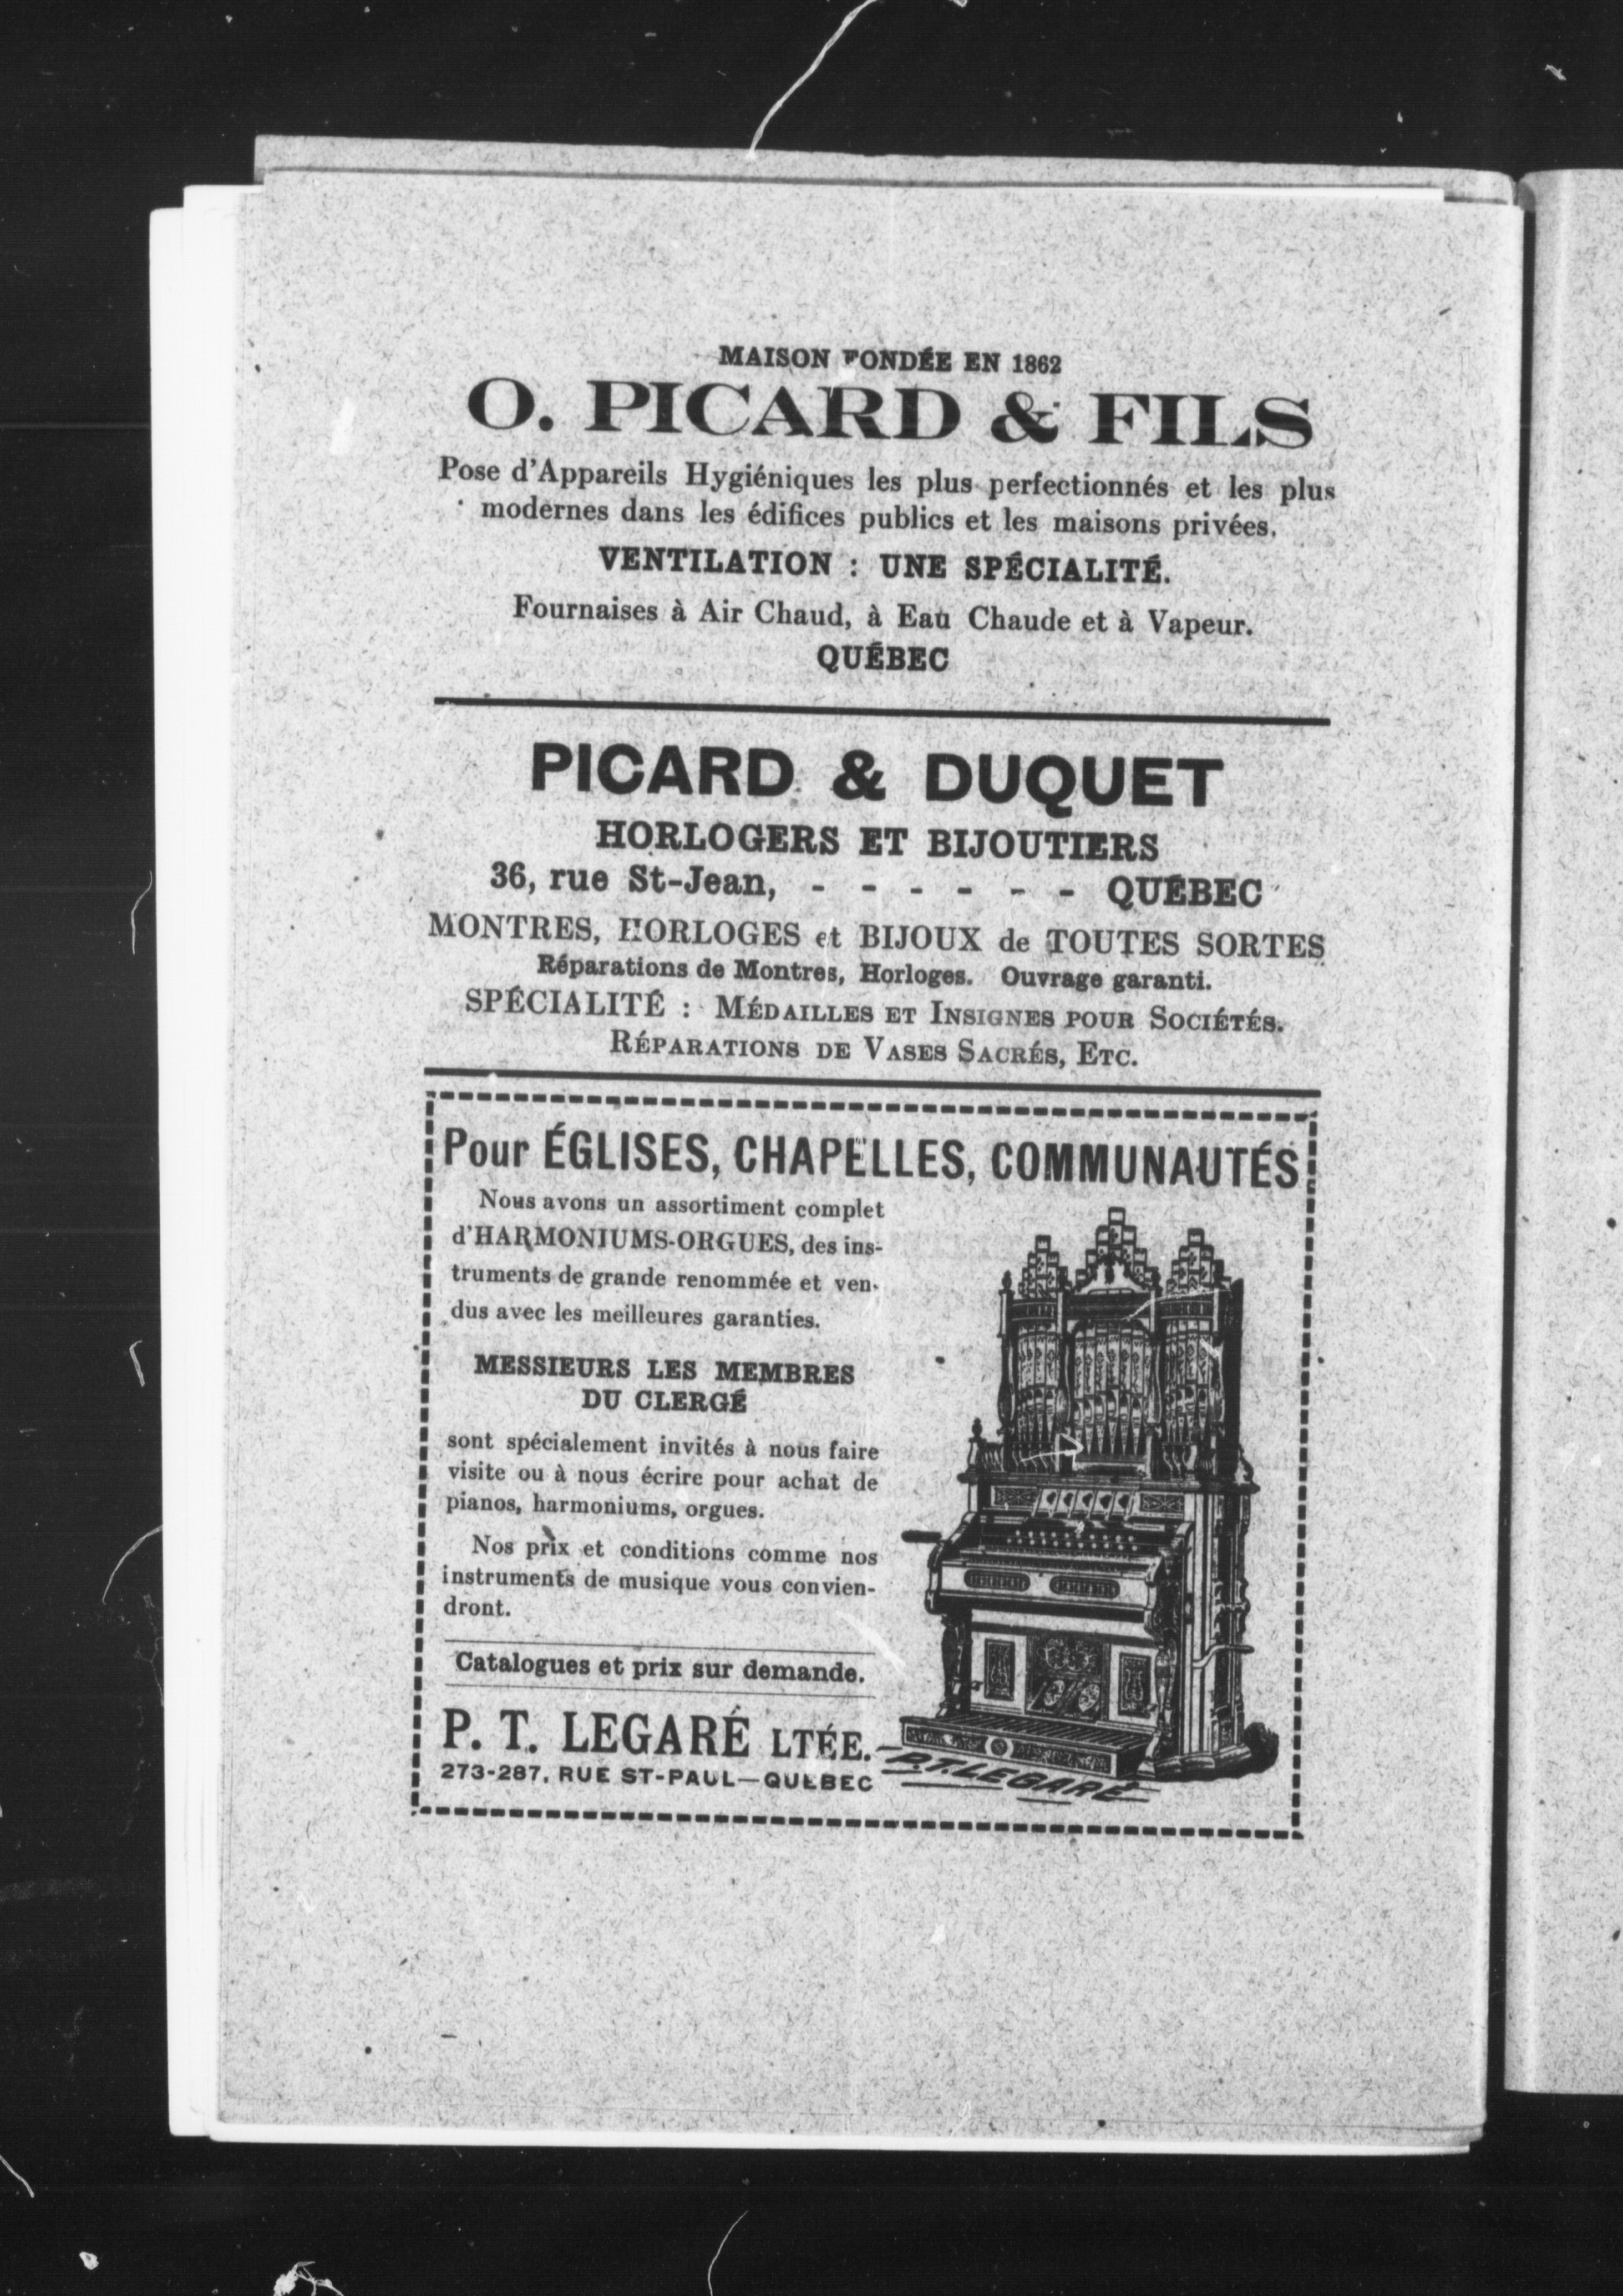 MAISON FONDÉE EN 1862
O. PICARD & FILS
Pose d'Appareils Hygiéniques les plus perfectionnés et les plus
modernes dans les édifices publics et les maisons privées.
VENTILATION : UNE SPÉCIALITÉ.
Fournaises à Air Chaud, à Eau Chaude et à Vapeur.
QUÉBEC
PICARD & DUQUET
HORLOGERS ET BIJOUTIERS
36, rue St-Jean, - - - - - - QUÉBEC
MONTRES, HORLOGES et BIJOUX de TOUTES SORTES
Réparations de Montres, Horloges. Ouvrage garanti.
SPÉCIALITÉ : MÉDAILLES ET INSIGNES POUR SOCIÉTÉS.
RÉPARATIONS DE VASES SACRÉS, ETC.
Pour ÉGLISES, CHAPELLES, COMMUNAUTÉS
Nous avons un assortiment complet
d'HARMONIUMS-ORGUES, des ins-
truments de grande renommée et ven-
dus avec les meilleures garanties.
MESSIEURS LES MEMBRES
DU CLERGÉ
sont spécialement invités à nous faire
visite ou à nous écrire pour achat de
pianos, harmoniums, orgues.
Nos prix et conditions comme nos
instruments de musique vous convien-
dront.
Catalogues et prix sur demande.
P. T. LEGARÉ LTÉE.
273-287, RUE ST-PAUL—QUÉBEC
P.T. LEGARÉ